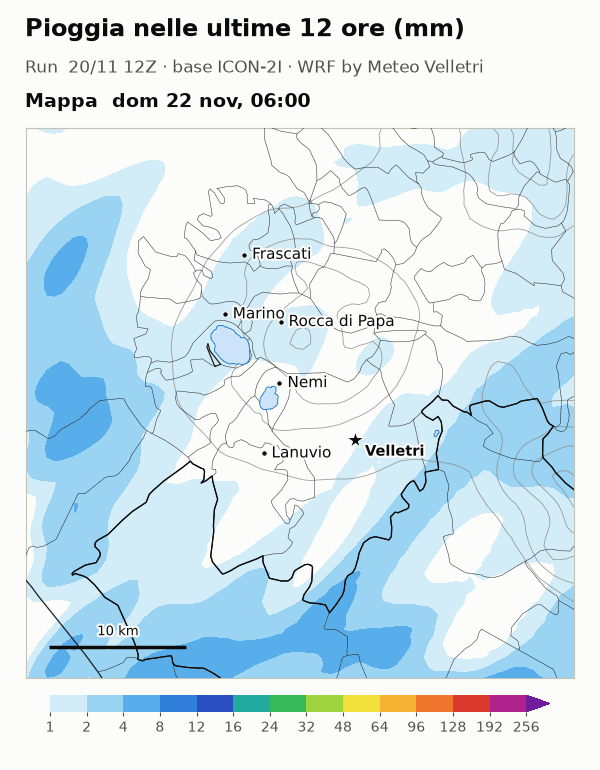 Pioggia nelle ultime 12 ore (mm)
Run  20/11 12Z · base ICON-2I · WRF by Meteo Velletri
Mappa  dom 22 nov, 06:00
Frascati
Marino
Rocca di Papa
Nemi
Velletri
Lanuvio
10 km
1 2 4 8 12 16 24 32 48 64 96 128 192 256